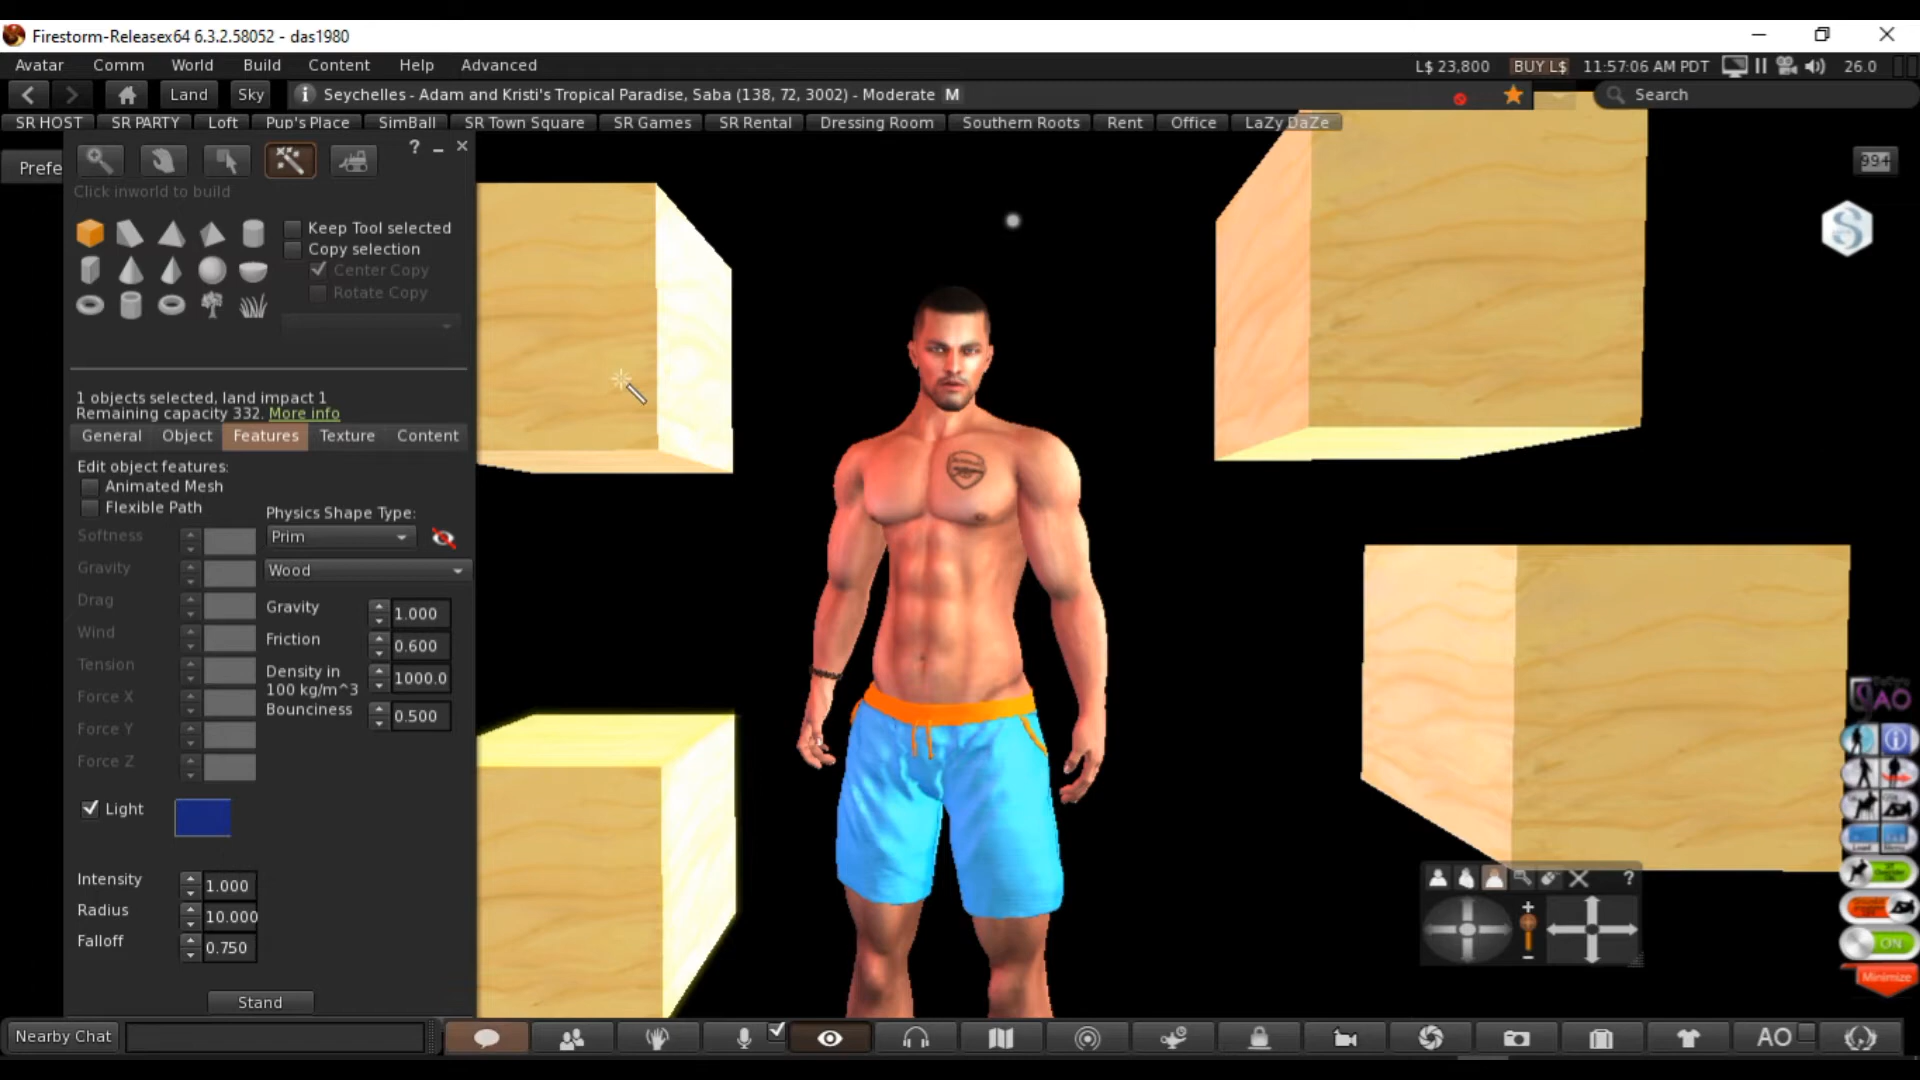 Firestorm-Releasex64 6.3.2.58052 - das1980
Avatar Comm World Build Content Help Advanced L$ 23,800 BUY L$ 11:57:06 AM PDT 26.0
Land Sky Seychelles - Adam and Kristi's Tropical Paradise, Saba (138, 72, 3002) - Moderate M Search
SR HOST SR PARTY Loft Pup's Place SimBall SR Town Square SR Games SR Rental Dressing Room Southern Roots Rent Office LaZy DaZe
Prefe ? 994
Click inworld to build
Keep Tool selected
Copy selection
Center Copy
Rotate Copy
1 objects selected, land impact 1
Remaining capacity 332. More info
General Object Features Texture Content
Edit object features:
Animated Mesh
Flexible Path
Physics Shape Type:
Softness Prim
Gravity Wood
Drag Gravity 1.000
Wind Friction 0.600
Tension Density in
100 kg/m^3 1000.0
Force X Bounciness 0.500
Force Y
Force Z
AO
Light
Intensity 1.000
Radius 10.000
Falloff 0.750
?
ON
Minimize
Stand
Nearby Chat AO